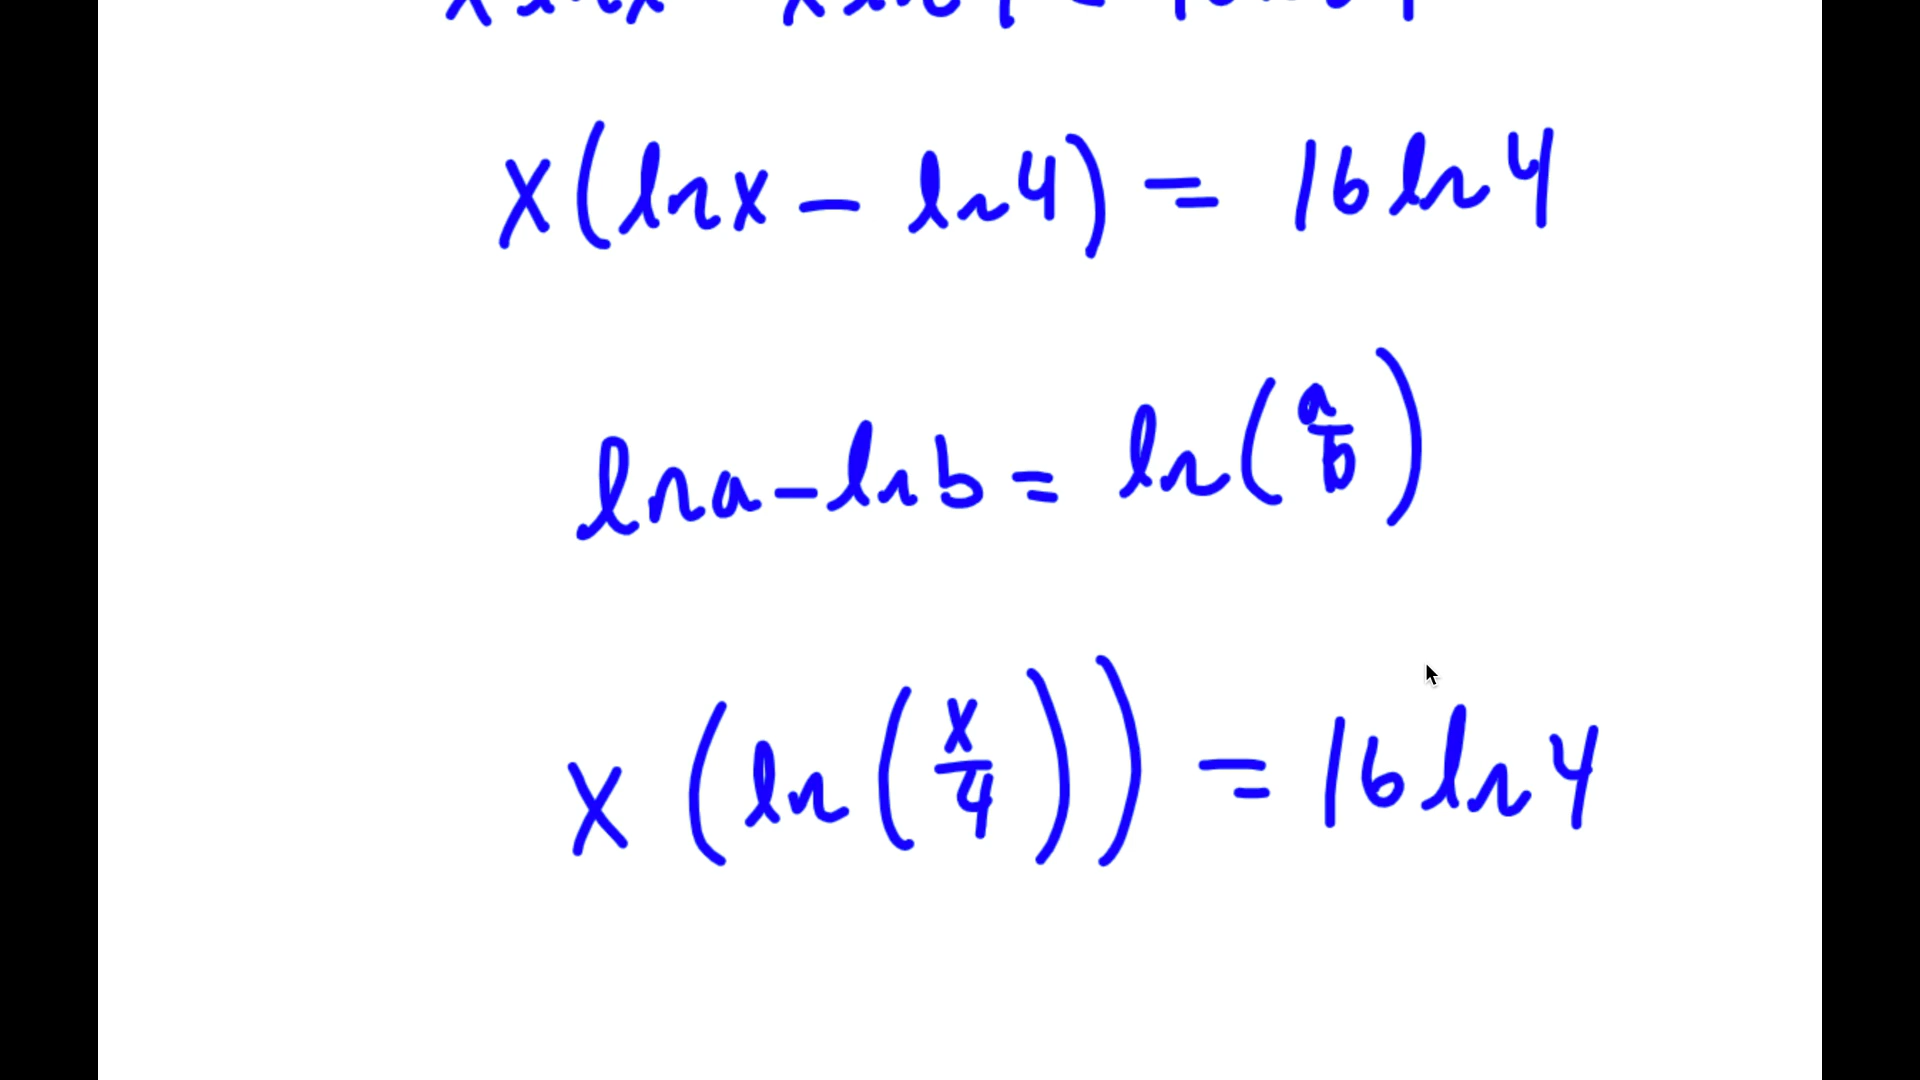 x(lnx - ln4) = 16ln4
lna - lnb = ln(a/b)
x(ln(x/4)) = 16ln4